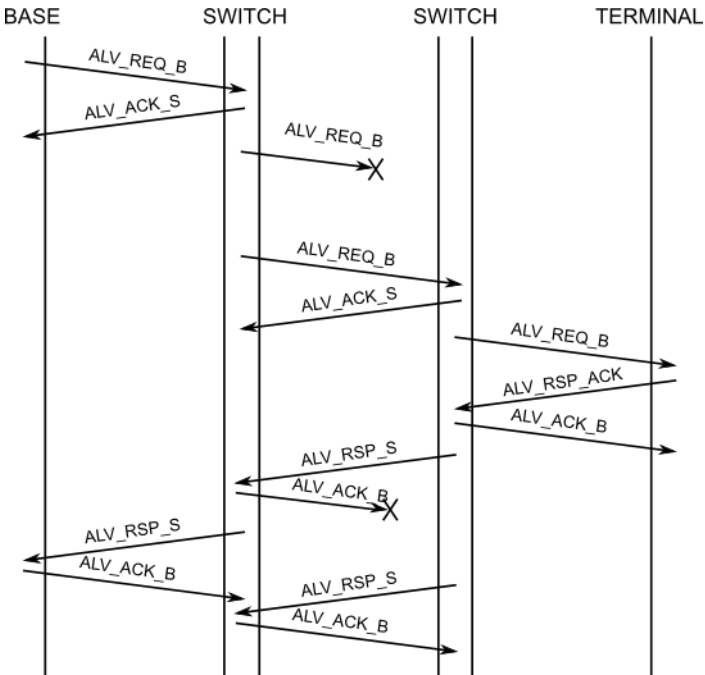 BASE SWITCH SWITCH TERMINAL
ALV_REQ_B
ALV_ACK_S
ALV_REQ_B
ALV_REQ_B
ALV_ACK_S
ALV_REQ_B
ALV_RSP_ACK
ALV_ACK_B
ALV_RSP_S
ALV_ACK_B
ALV_RSP_S
ALV_ACK_B
ALV_RSP_S
ALV_ACK_B